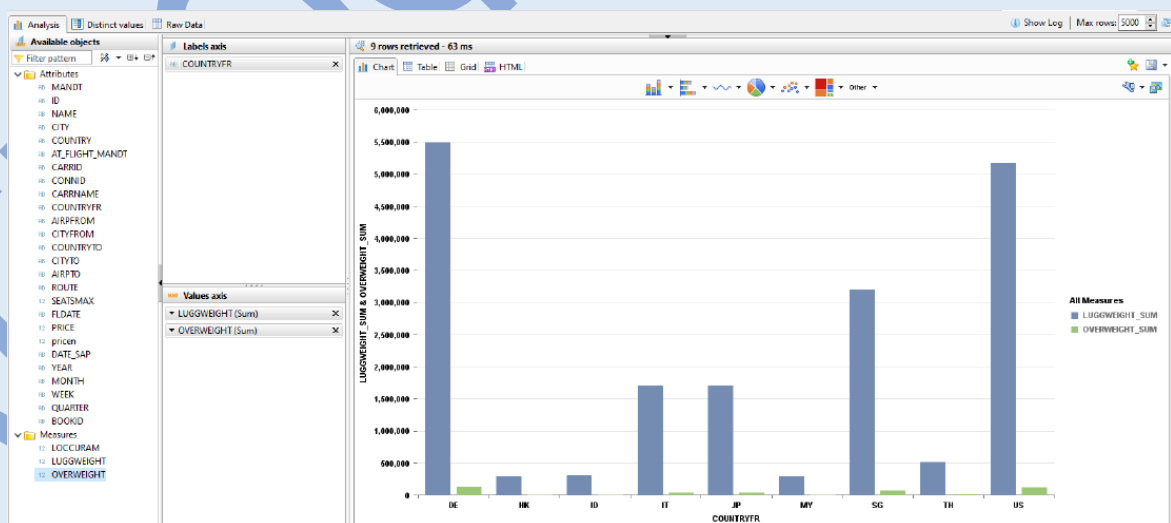 Analysis Distinct values Raw Data
Show Log Max rows: 5000
Available objects
Filter pattern
Attributes
MANDT
ID
NAME
CITY
COUNTRY
AT_FLIGHT_MANDT
CARRID
CONNID
CARRNAME
COUNTRYFR
AIRPFROM
CITYFROM
COUNTRYTO
CITYTO
AIRPTO
ROUTE
SEATSMAX
FLDATE
PRICE
pricen
DATE_SAP
YEAR
MONTH
WEEK
QUARTER
BOOKID
Measures
LOCCURAM
LUGGWEIGHT
OVERWEIGHT
Labels axis
COUNTRYFR
Values axis
LUGGWEIGHT (Sum)
OVERWEIGHT (Sum)
9 rows retrieved - 63 ms
Chart Table Grid HTML
Other
LUGGWEIGHT_SUM & OVERWEIGHT_SUM
6,000,000
5,500,000
5,000,000
4,500,000
4,000,000
3,500,000
3,000,000
2,500,000
2,000,000
1,500,000
1,000,000
500,000
0
DE HK ID IT JP MY SG TH US
COUNTRYFR
All Measures
LUGGWEIGHT_SUM
OVERWEIGHT_SUM